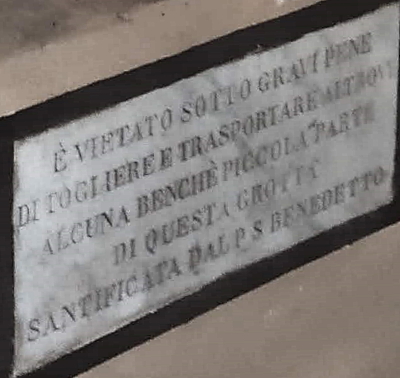 È VIETATO SOTTO GRAVI PENE
DI TOGLIERE E TRASPORTARE ALTROVE
ALCUNA BENCHÈ PICCOLA PARTE
DI QUESTA GROTTA
SANTIFICATA DAL P S BENEDETTO